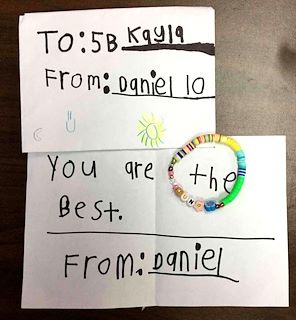 TO: 5B Kayla
From: Daniel 10
You are the
Best.
From: Daniel